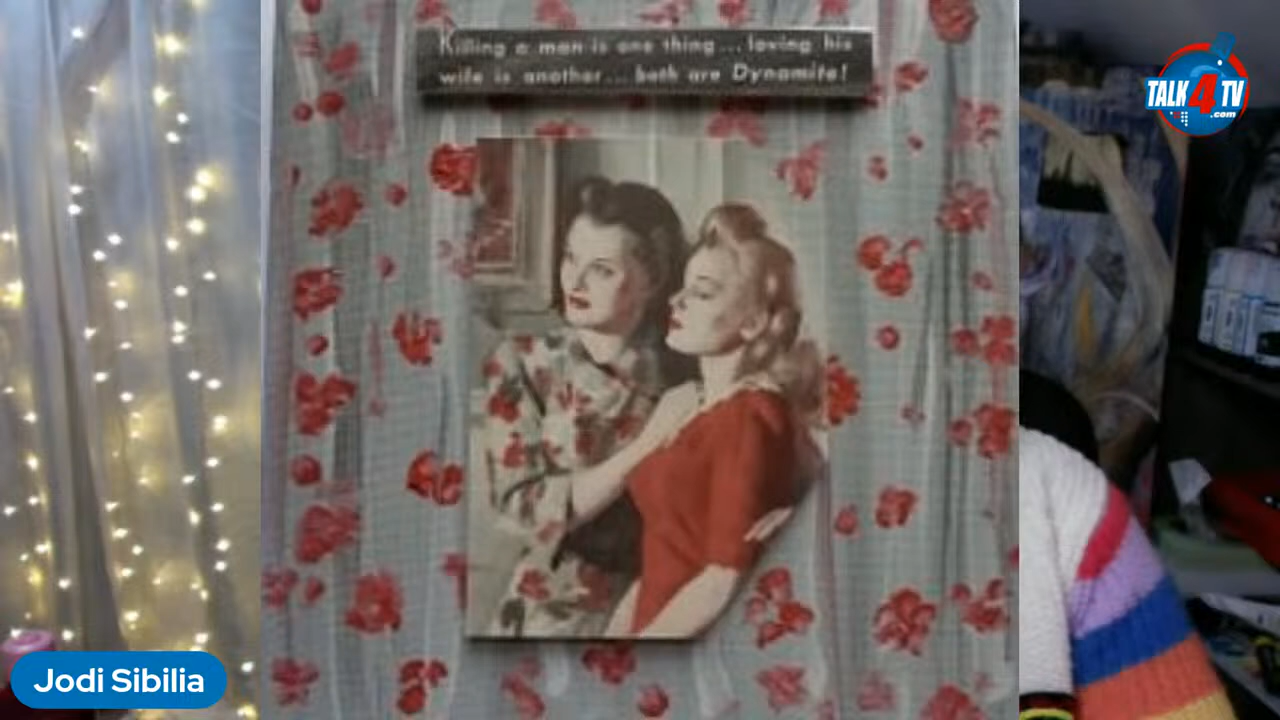 Killing a man is one thing... loving his
wife is another... both are Dynamite!
TALK4TV
.com
Jodi Sibilia